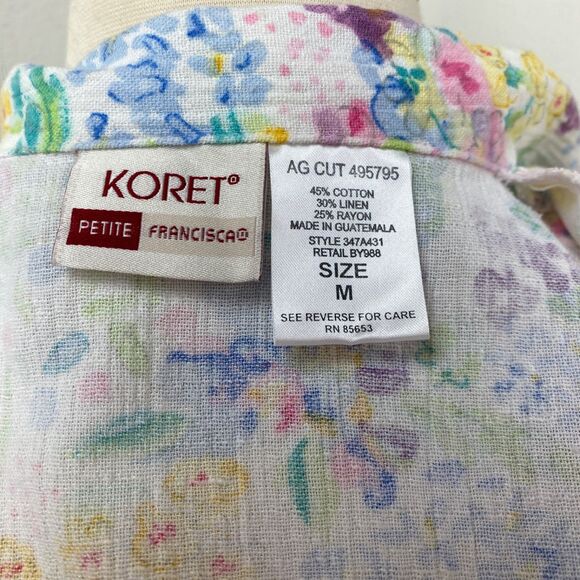 KORET®
PETITE FRANCISCA
AG CUT 495795
45% COTTON
30% LINEN
25% RAYON
MADE IN GUATEMALA
STYLE 347A431
RETAIL BY988
SIZE
M
SEE REVERSE FOR CARE
RN 85653